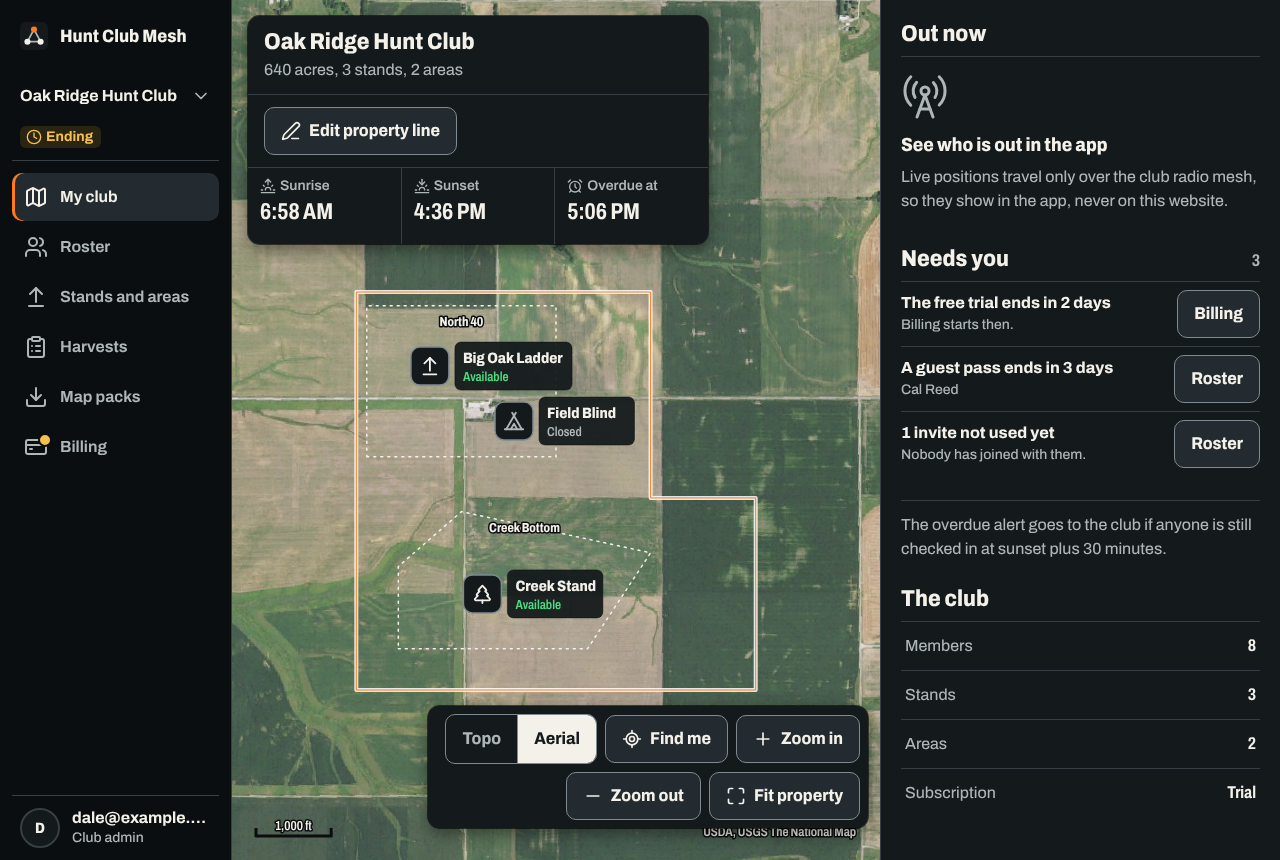 Hunt Club Mesh
Oak Ridge Hunt Club
Ending
My club
Roster
Stands and areas
Harvests
Map packs
Billing
D
dale@example....
Club admin
Oak Ridge Hunt Club
640 acres, 3 stands, 2 areas
Edit property line
Sunrise
6:58 AM
Sunset
4:36 PM
Overdue at
5:06 PM
North 40
Big Oak Ladder
Available
Field Blind
Closed
Creek Bottom
Creek Stand
Available
Topo
Aerial
Find me
Zoom in
Zoom out
Fit property
1,000 ft
USDA, USGS The National Map
Out now
See who is out in the app
Live positions travel only over the club radio mesh,
so they show in the app, never on this website.
Needs you
3
The free trial ends in 2 days
Billing starts then.
Billing
A guest pass ends in 3 days
Cal Reed
Roster
1 invite not used yet
Nobody has joined with them.
Roster
The overdue alert goes to the club if anyone is still
checked in at sunset plus 30 minutes.
The club
Members
8
Stands
3
Areas
2
Subscription
Trial